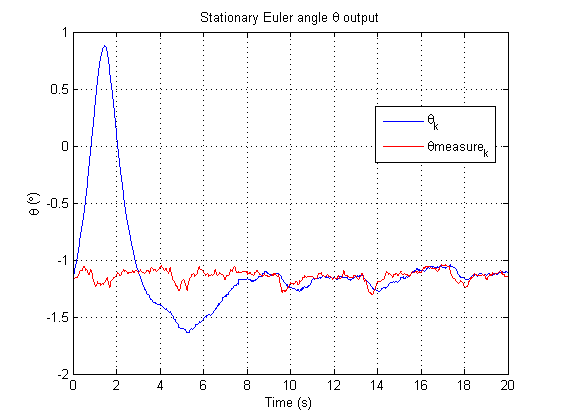 Stationary Euler angle θ output
1
0.5
0
-0.5
-1
-1.5
-2
θ (°)
θk
θmeasurek
0 2 4 6 8 10 12 14 16 18 20
Time (s)